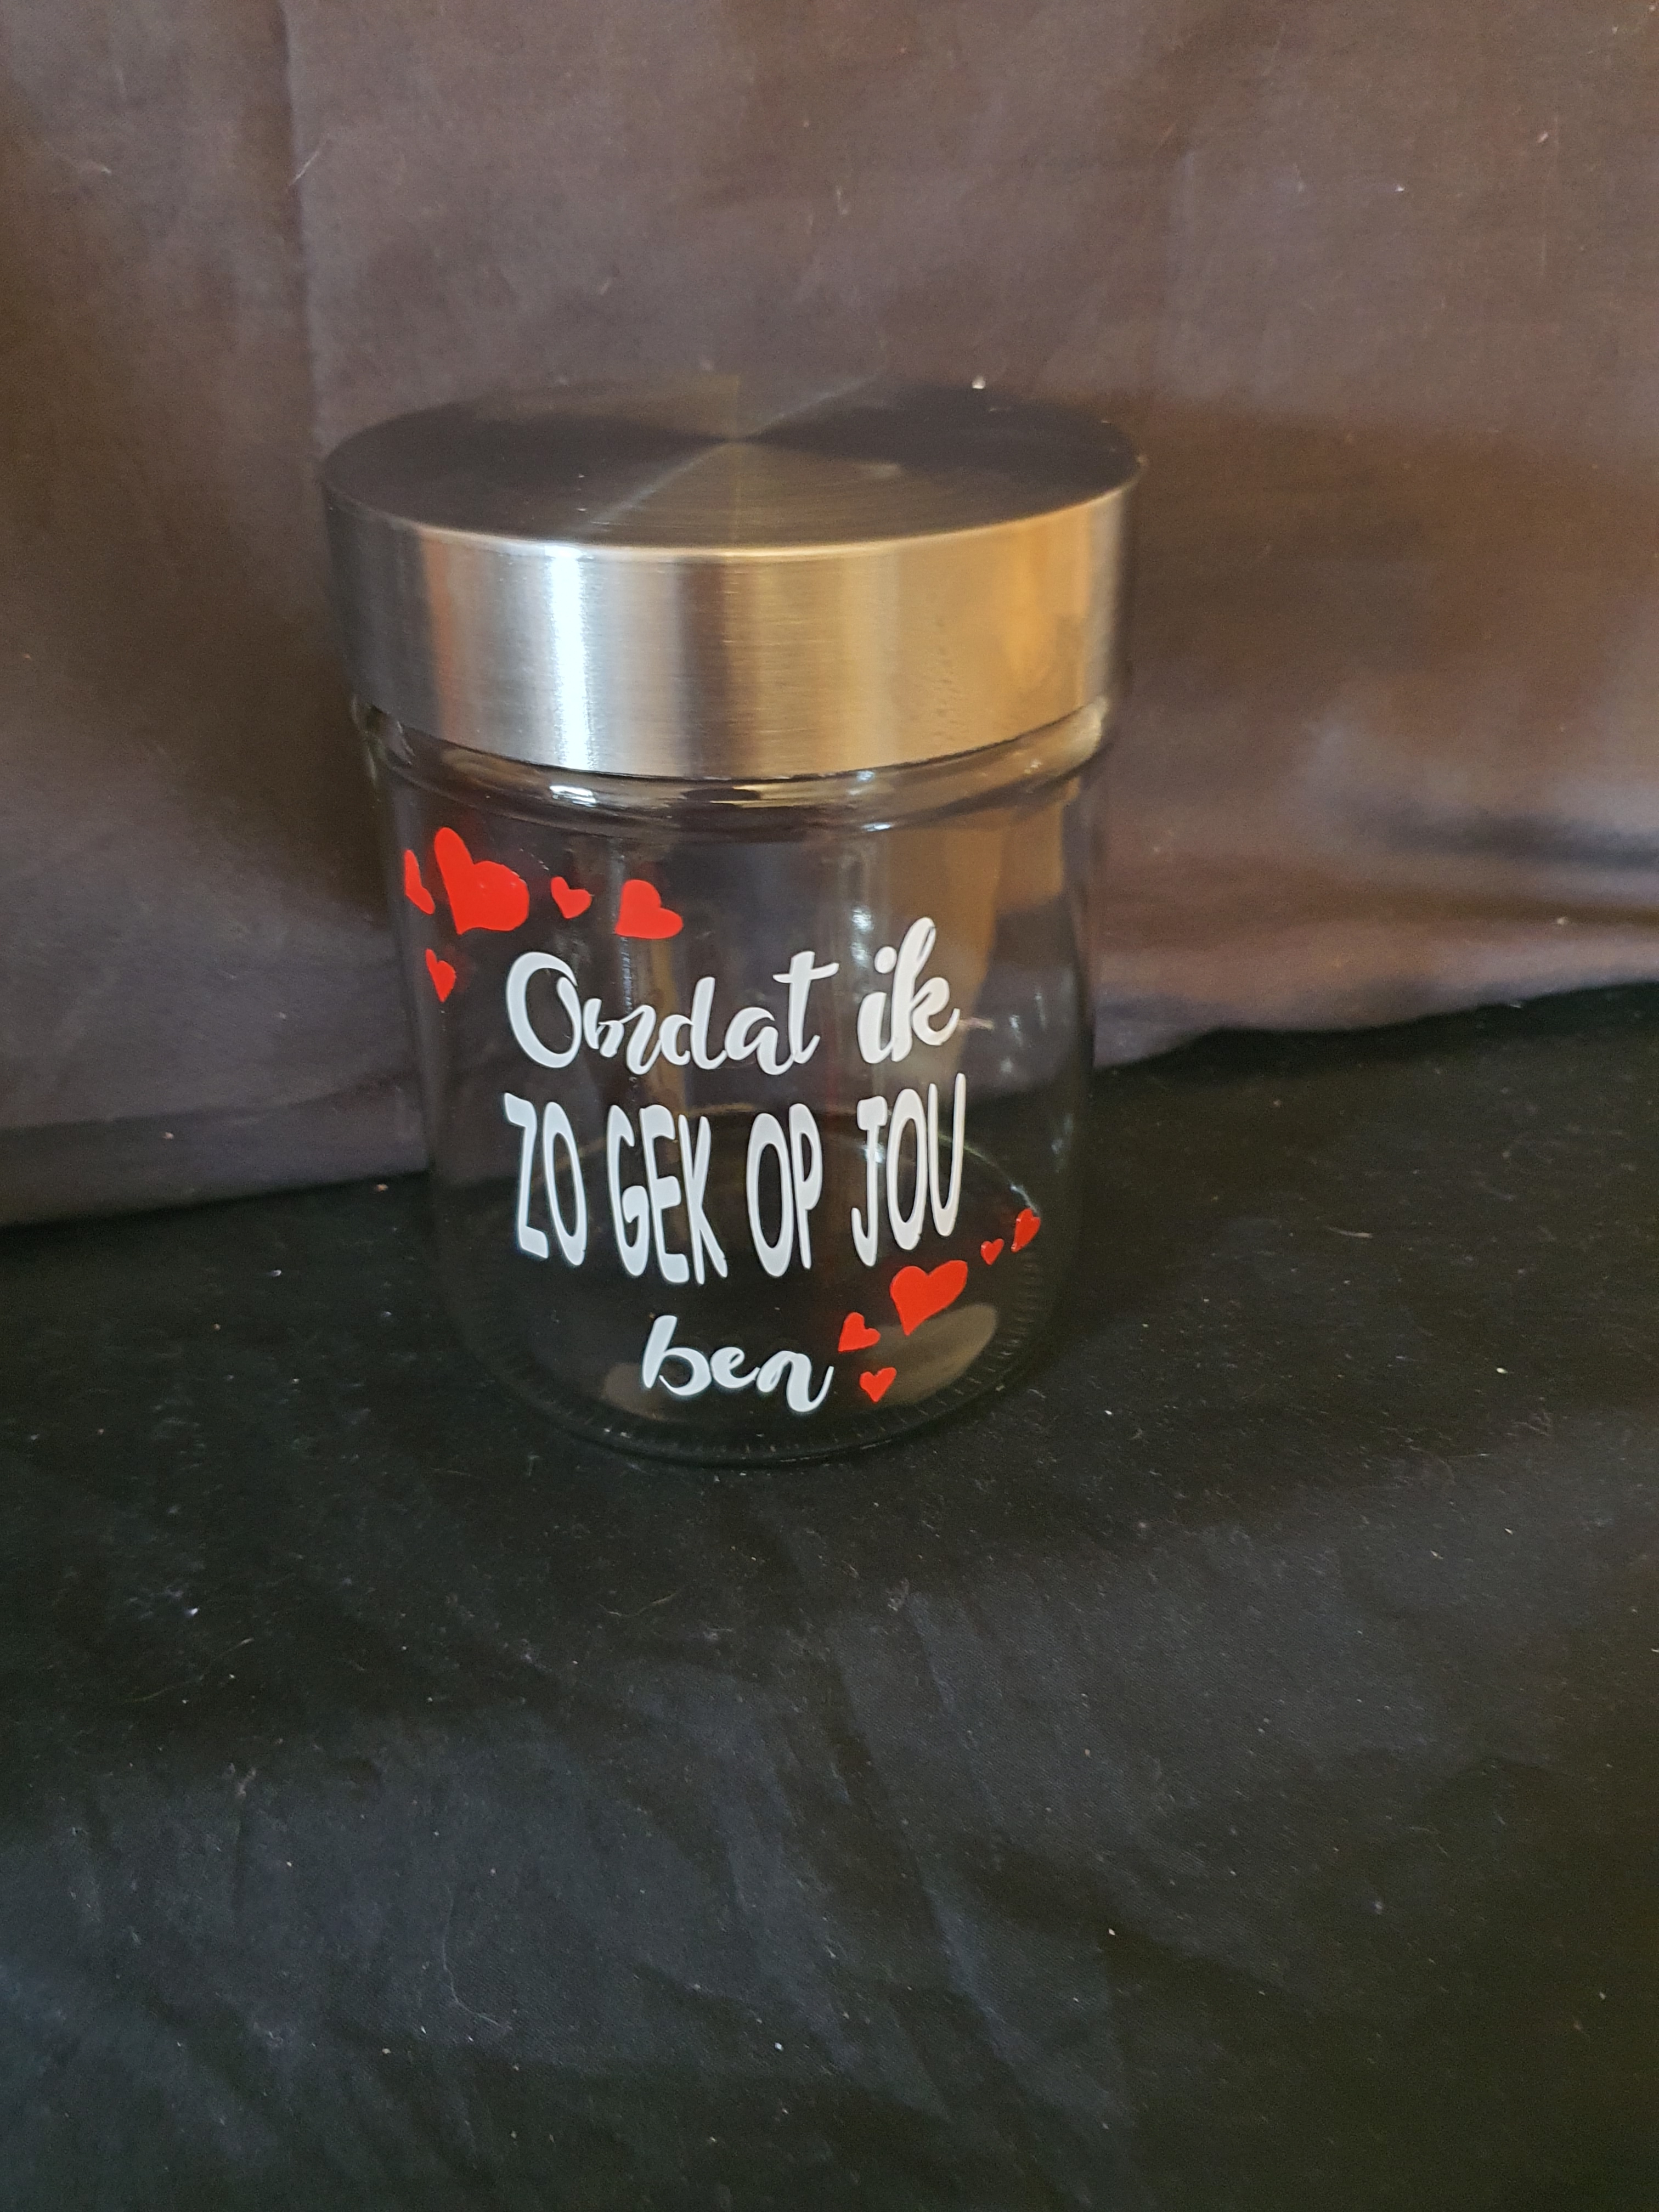 Omdat ik
ZO GEK OP JOU
ben